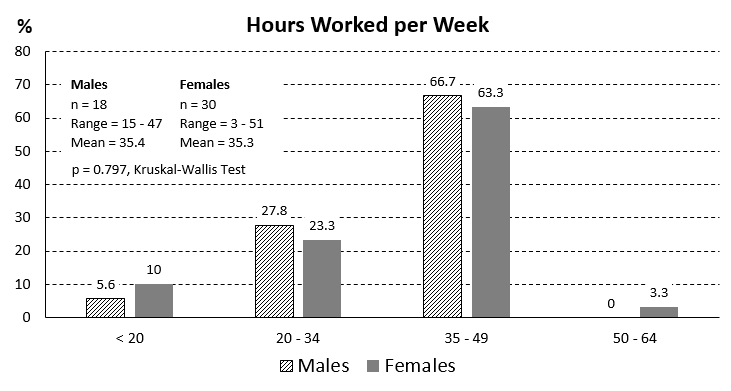 Hours Worked per Week
%
80
70
60
50
40
30
20
10
0
Males Females
n = 18 n = 30
Range = 15 - 47 Range = 3 - 51
Mean = 35.4 Mean = 35.3
p = 0.797, Kruskal-Wallis Test
5.6 10 27.8 23.3 66.7 63.3 0 3.3
< 20 20 - 34 35 - 49 50 - 64
Males Females